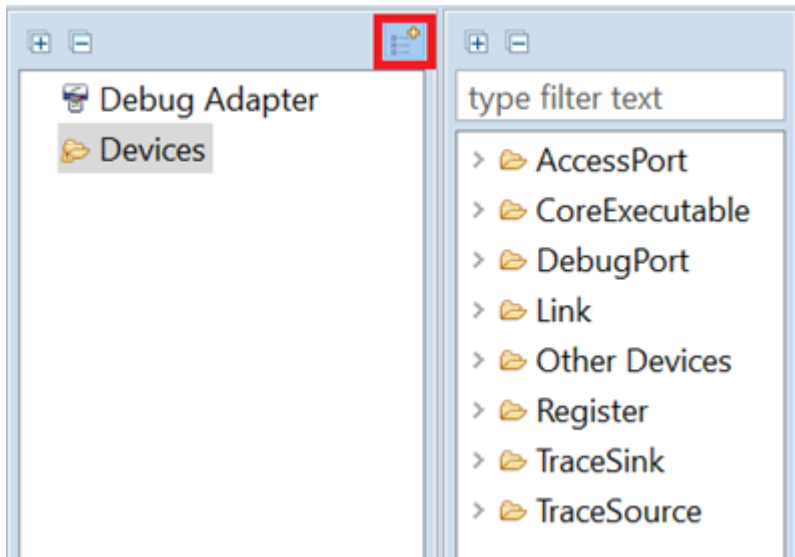 Debug Adapter
Devices
type filter text
AccessPort
CoreExecutable
DebugPort
Link
Other Devices
Register
TraceSink
TraceSource